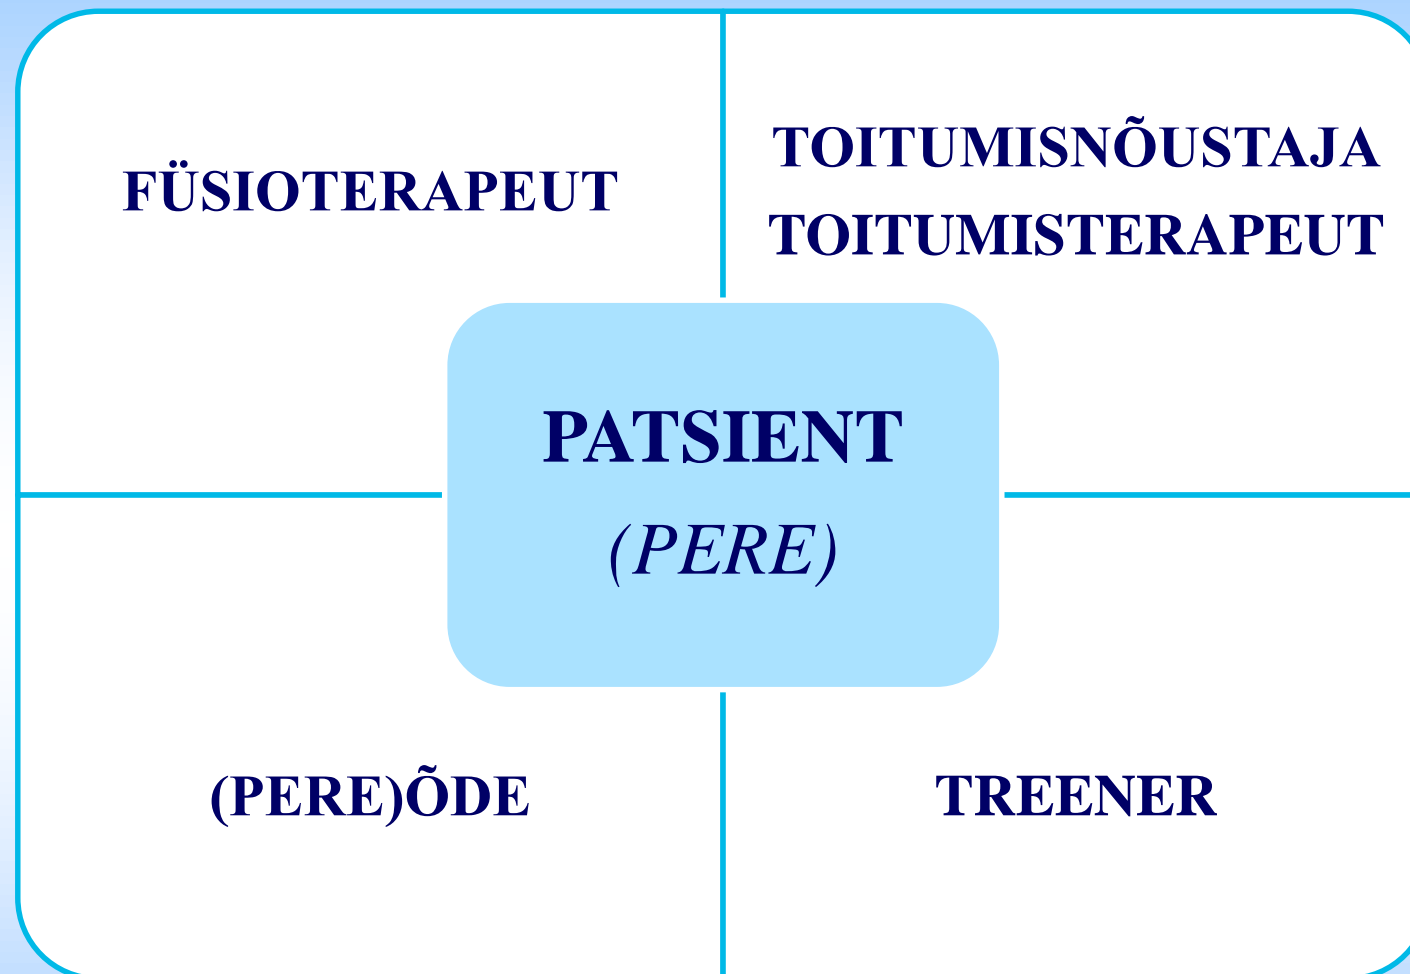 FÜSIOTERAPEUT
TOITUMISNÕUSTAJA
TOITUMISTERAPEUT
PATSIENT
(PERE)
(PERE)ÕDE
TREENER